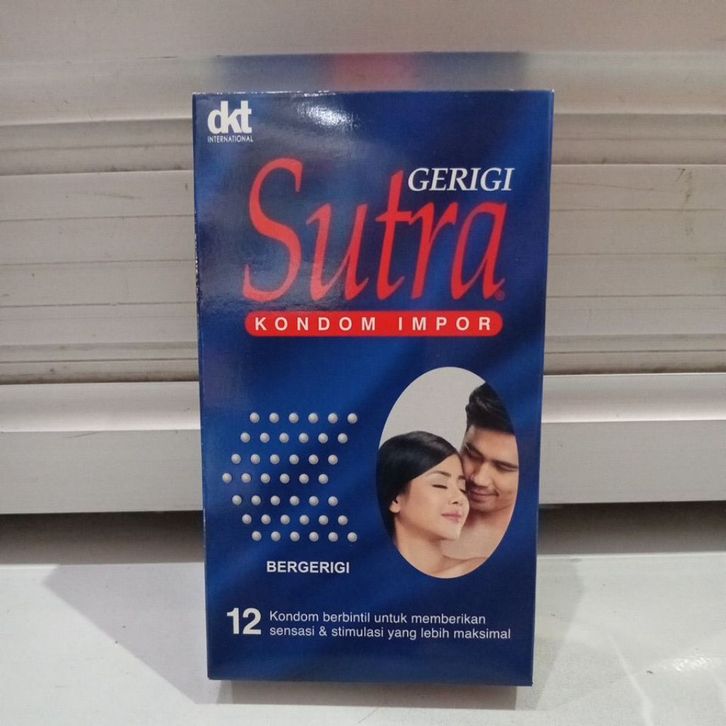 dkt
INTERNATIONAL
GERIGI
Sutra®
KONDOM IMPOR
BERGERIGI
12 Kondom berbintil untuk memberikan
sensasi & stimulasi yang lebih maksimal